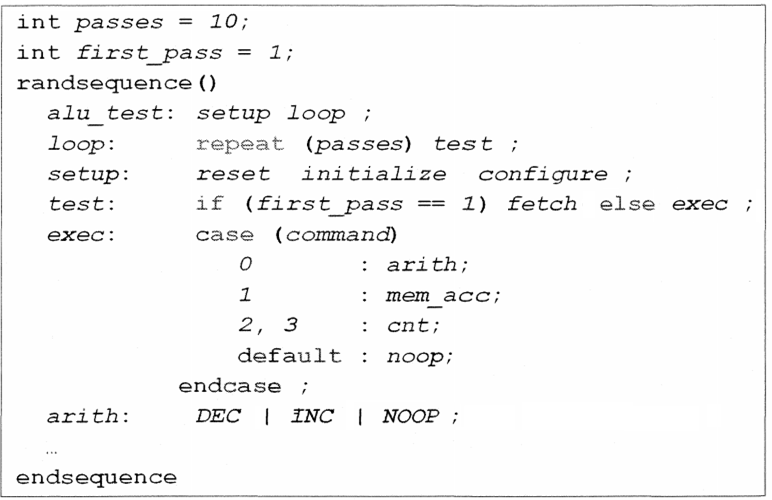 int passes = 10;
int first_pass = 1;
randsequence()
alu_test: setup loop ;
loop: repeat (passes) test ;
setup: reset initialize configure ;
test: if (first_pass == 1) fetch else exec ;
exec: case (command)
0 : arith;
1 : mem_acc;
2, 3 : cnt;
default : noop;
endcase ;
arith: DEC | INC | NOOP ;
…
endsequence